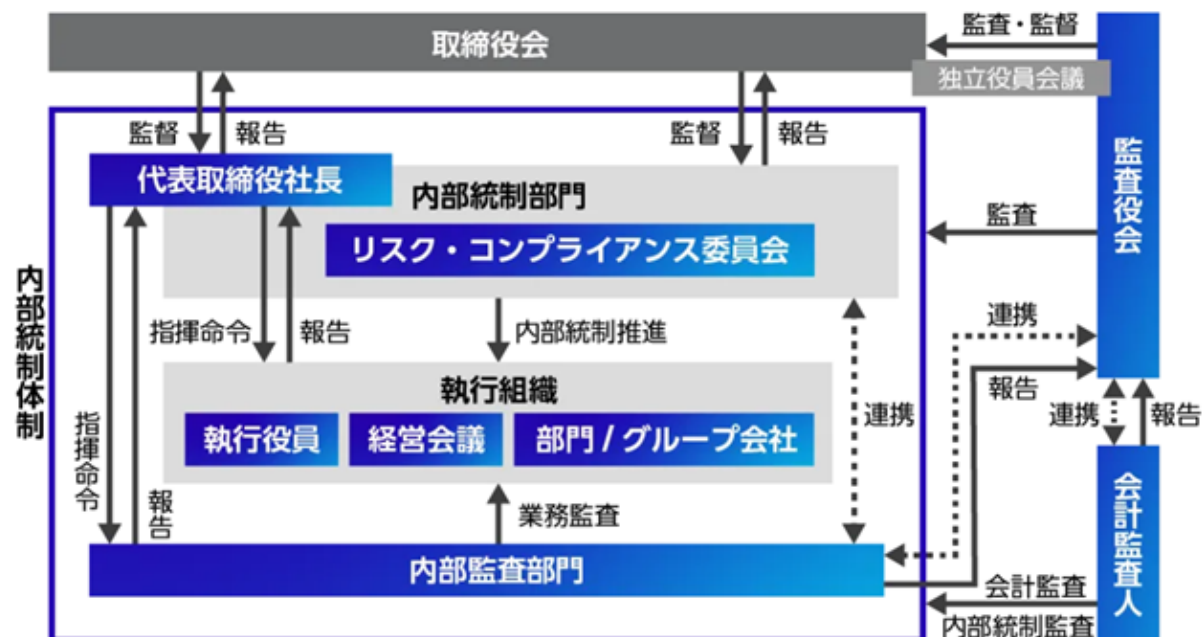 取締役会
監査・監督
独立役員会議
監督
報告
監督
報告
代表取締役社長
内部統制部門
リスク・コンプライアンス委員会
監査
監査役会
内部統制体制
指揮命令
報告
内部統制推進
連携
報告
執行組織
執行役員
経営会議
部門/グループ会社
連携
連携
報告
指揮命令
報告
業務監査
内部監査部門
会計監査
内部統制監査
会計監査人